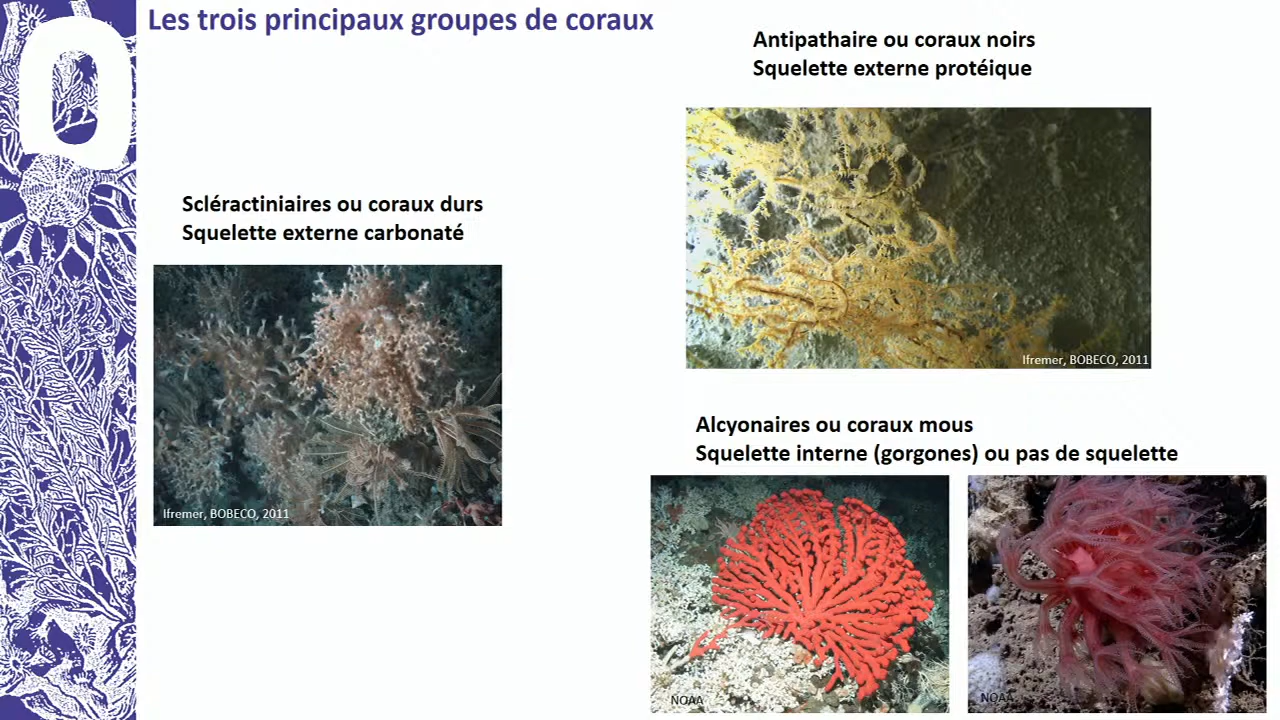 Les trois principaux groupes de coraux
Antipathaire ou coraux noirs
Squelette externe protéique
Ifremer, BOBECO, 2011
Scléractiniaires ou coraux durs
Squelette externe carbonaté
Ifremer, BOBECO, 2011
Alcyonaires ou coraux mous
Squelette interne (gorgones) ou pas de squelette
NOAA
NOAA